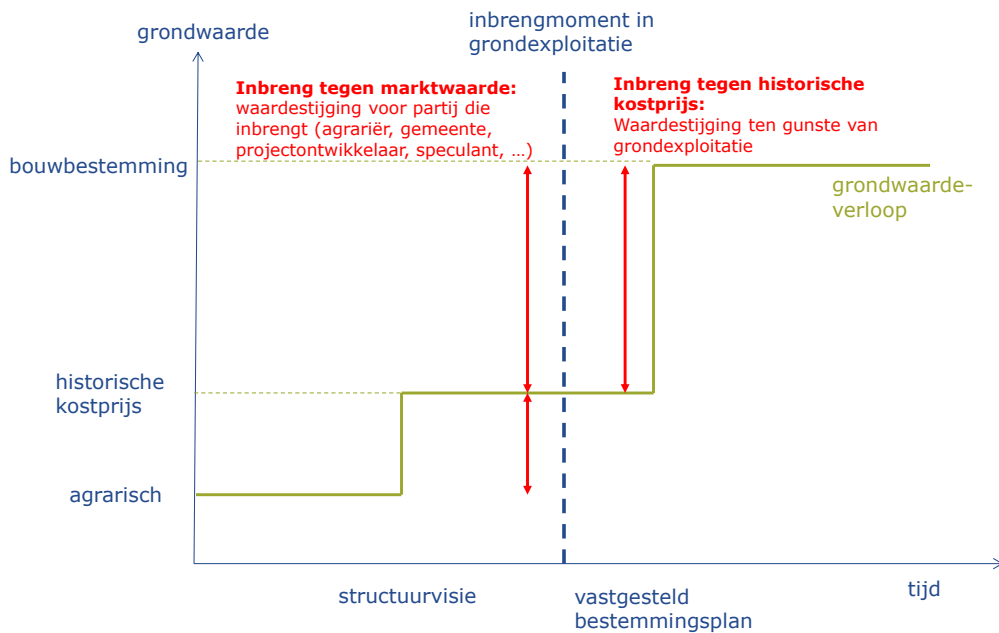 grondwaarde
inbrengmoment in
grondexploitatie
Inbreng tegen marktwaarde:
waardestijging voor partij die
inbrengt (agrariër, gemeente,
projectontwikkelaar, speculant, ...)
Inbreng tegen historische
kostprijs:
Waardestijging ten gunste van
grondexploitatie
bouwbestemming
grondwaarde-
verloop
historische
kostprijs
agrarisch
structuurvisie
vastgesteld
bestemmingsplan
tijd